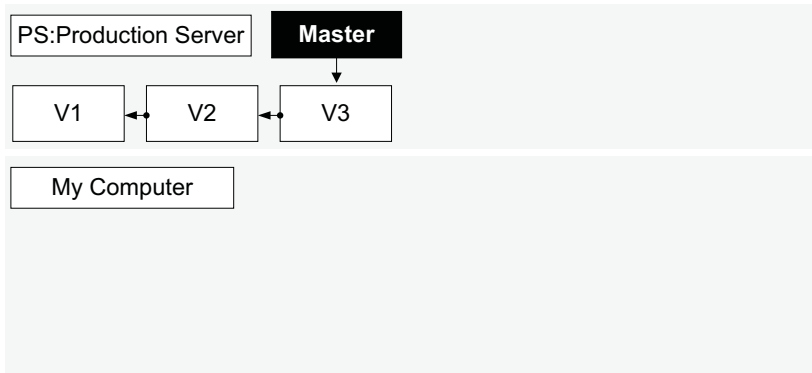 PS:Production Server
Master
V1
V2
V3
My Computer